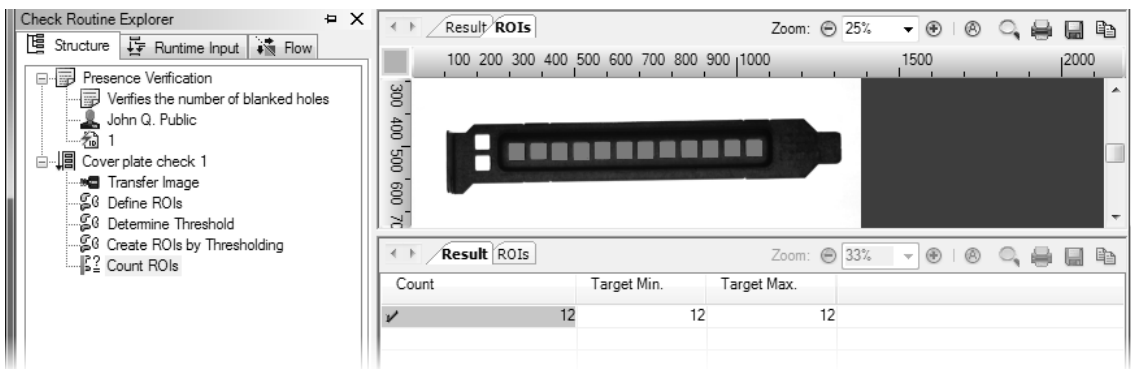 Check Routine Explorer
Structure Runtime Input Flow
Presence Verification
Verifies the number of blanked holes
John Q. Public
1
Cover plate check 1
Transfer Image
Define ROIs
Determine Threshold
Create ROIs by Thresholding
Count ROIs
Result ROIs Zoom: 25%
100 200 300 400 500 600 700 800 900 1000 1500 2000
300 400 500 600 70
Result ROIs Zoom: 33%
Count Target Min. Target Max.
12 12 12